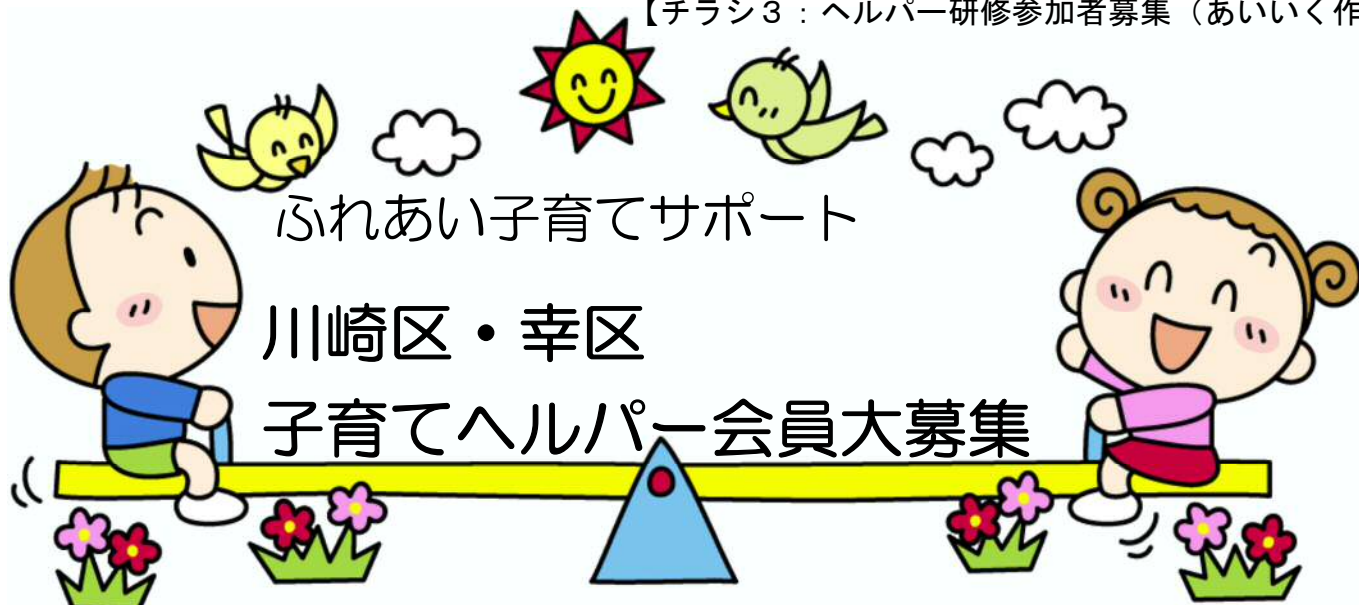 【チラシ３：ヘルパー研修参加者募集（あいいく作
ふれあい子育てサポート
川崎区・幸区
子育てヘルパー会員大募集